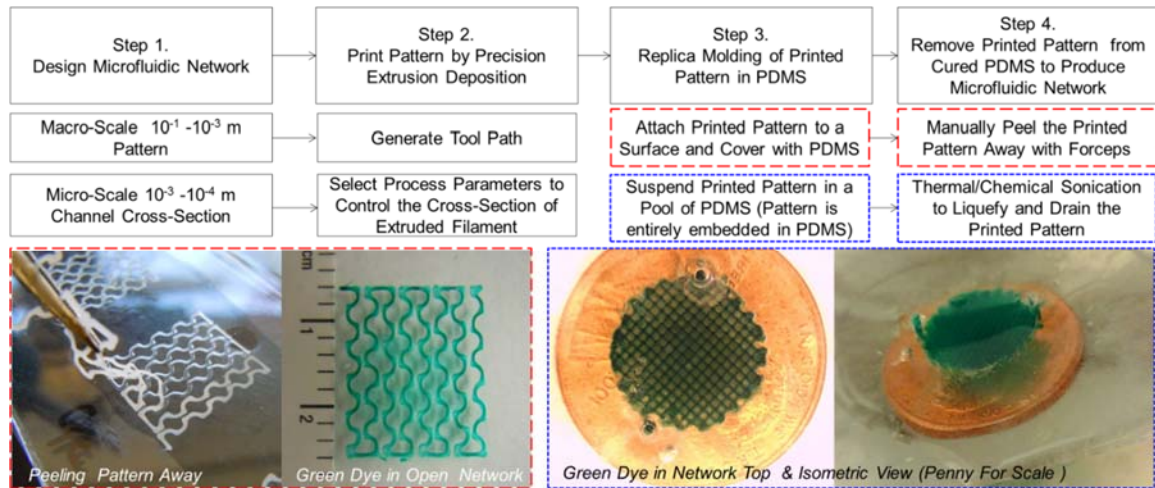 Step 1.
Design Microfluidic Network
Step 2.
Print Pattern by Precision
Extrusion Deposition
Step 3.
Replica Molding of Printed
Pattern in PDMS
Step 4.
Remove Printed Pattern from
Cured PDMS to Produce
Microfluidic Network
Macro-Scale 10⁻¹ -10⁻³ m
Pattern
Generate Tool Path
Attach Printed Pattern to a
Surface and Cover with PDMS
Manually Peel the Printed
Pattern Away with Forceps
Micro-Scale 10⁻³ -10⁻⁴ m
Channel Cross-Section
Select Process Parameters to
Control the Cross-Section of
Extruded Filament
Suspend Printed Pattern in a
Pool of PDMS (Pattern is
entirely embedded in PDMS)
Thermal/Chemical Sonication
to Liquefy and Drain the
Printed Pattern
cm
1
2
Peeling Pattern Away
Green Dye in Open Network
Green Dye in Network Top & Isometric View (Penny For Scale )